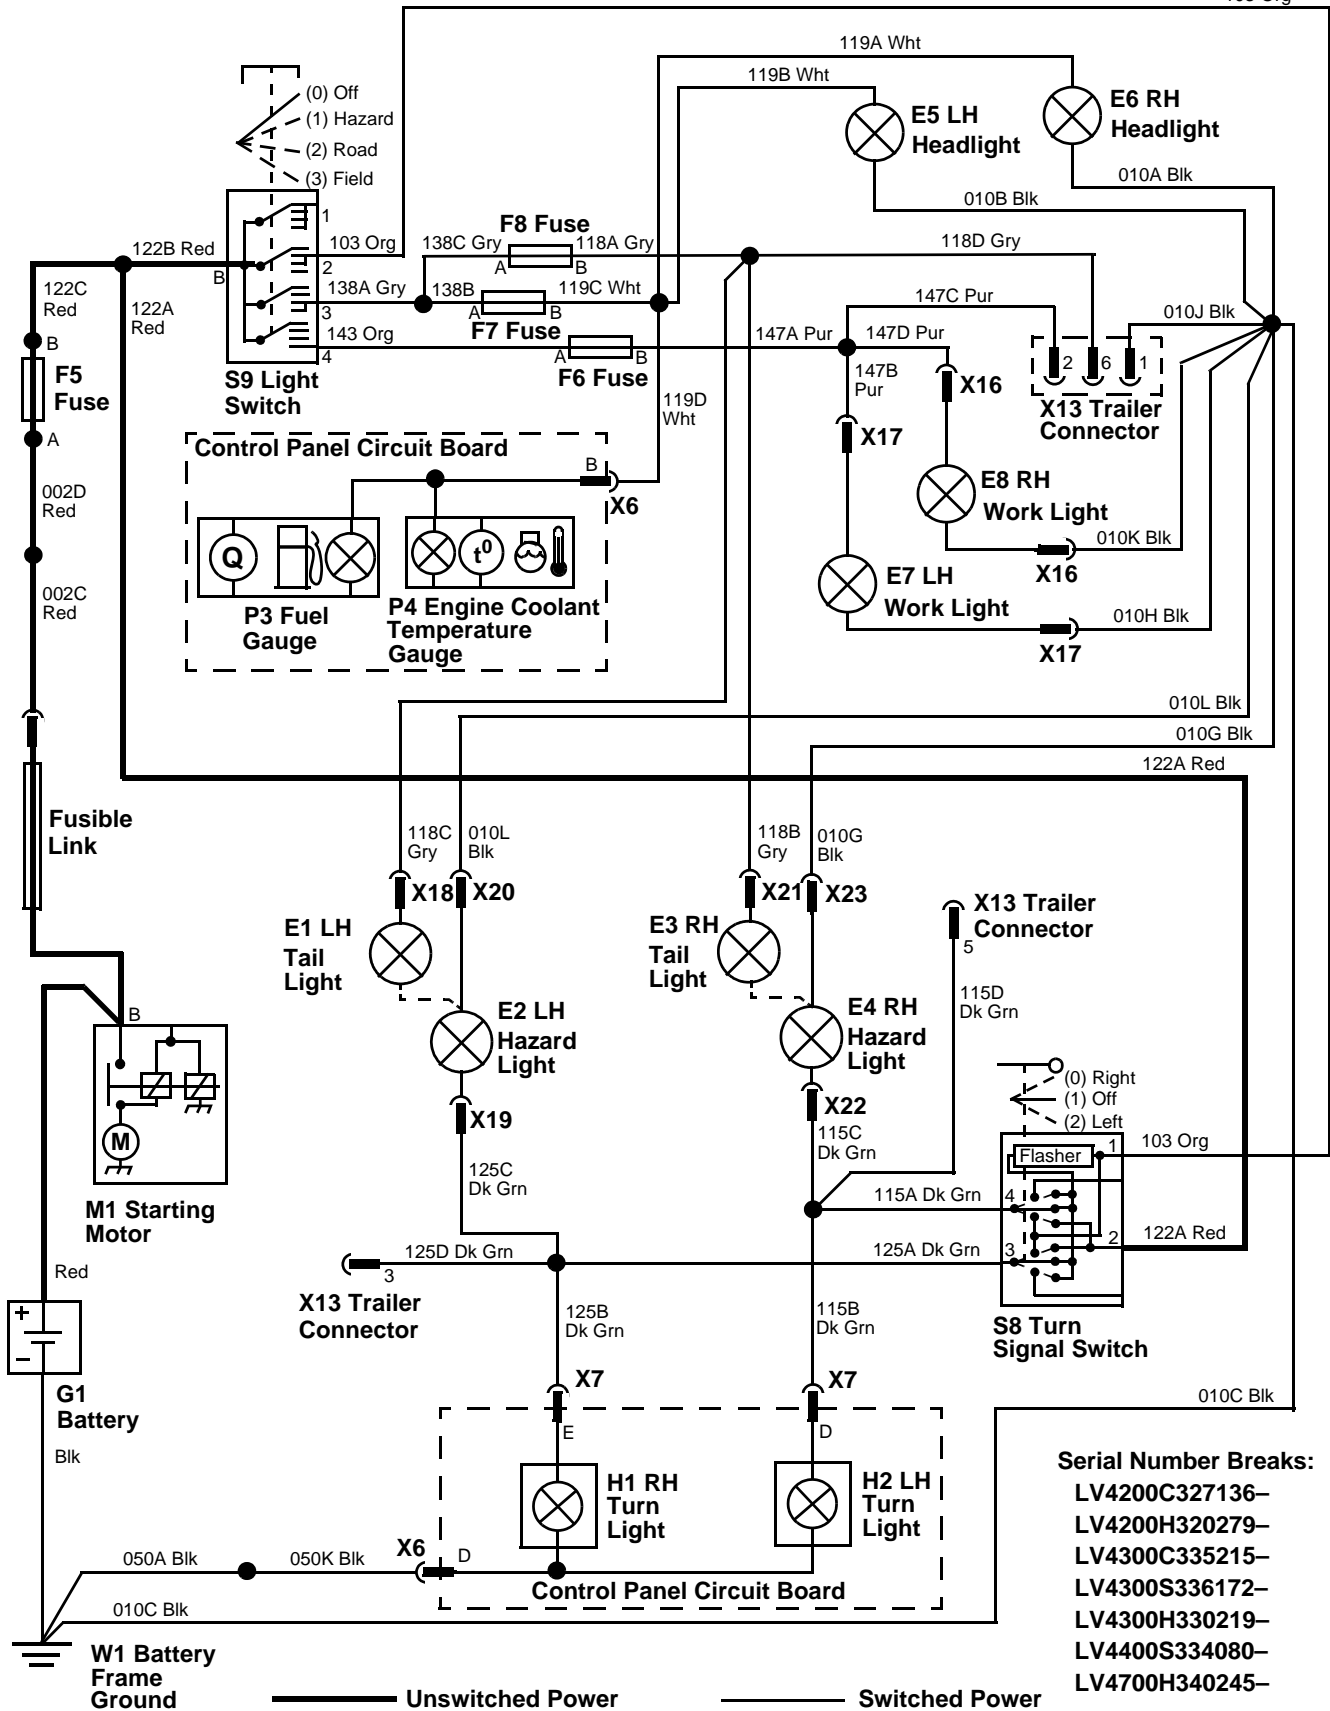 119A Wht
119B Wht
(0) Off
(1) Hazard
(2) Road
(3) Field
E5 LH
Headlight
E6 RH
Headlight
010A Blk
010B Blk
122B Red
B
1
2
3
4
103 Org
138A Gry
143 Org
S9 Light
Switch
138C Gry
F8 Fuse
A
B
118A Gry
118D Gry
138B
F7 Fuse
A
B
119C Wht
F6 Fuse
A
B
147A Pur
147D Pur
147C Pur
147B
Pur
010J Blk
2
6
1
X13 Trailer
Connector
122C
Red
122A
Red
B
F5
Fuse
A
002D
Red
002C
Red
119D
Wht
X16
X17
E8 RH
Work Light
010K Blk
X16
E7 LH
Work Light
010H Blk
X17
Control Panel Circuit Board
B
X6
Q
t⁰
P3 Fuel
Gauge
P4 Engine Coolant
Temperature
Gauge
010L Blk
010G Blk
122A Red
Fusible
Link
118C
Gry
010L
Blk
118B
Gry
010G
Blk
X18
X20
X21
X23
E1 LH
Tail
Light
E3 RH
Tail
Light
X13 Trailer
Connector
5
115D
Dk Grn
E2 LH
Hazard
Light
E4 RH
Hazard
Light
X19
X22
125C
Dk Grn
115C
Dk Grn
B
M
M1 Starting
Motor
(0) Right
(1) Off
(2) Left
Flasher
1
103 Org
115A Dk Grn
4
125A Dk Grn
3
2
122A Red
S8 Turn
Signal Switch
125D Dk Grn
3
X13 Trailer
Connector
125B
Dk Grn
115B
Dk Grn
Red
+
–
G1
Battery
Blk
X7
X7
E
D
H1 RH
Turn
Light
H2 LH
Turn
Light
010C Blk
050A Blk
050K Blk
X6
D
Control Panel Circuit Board
010C Blk
W1 Battery
Frame
Ground
Unswitched Power
Switched Power
Serial Number Breaks:
LV4200C327136–
LV4200H320279–
LV4300C335215–
LV4300S336172–
LV4300H330219–
LV4400S334080–
LV4700H340245–